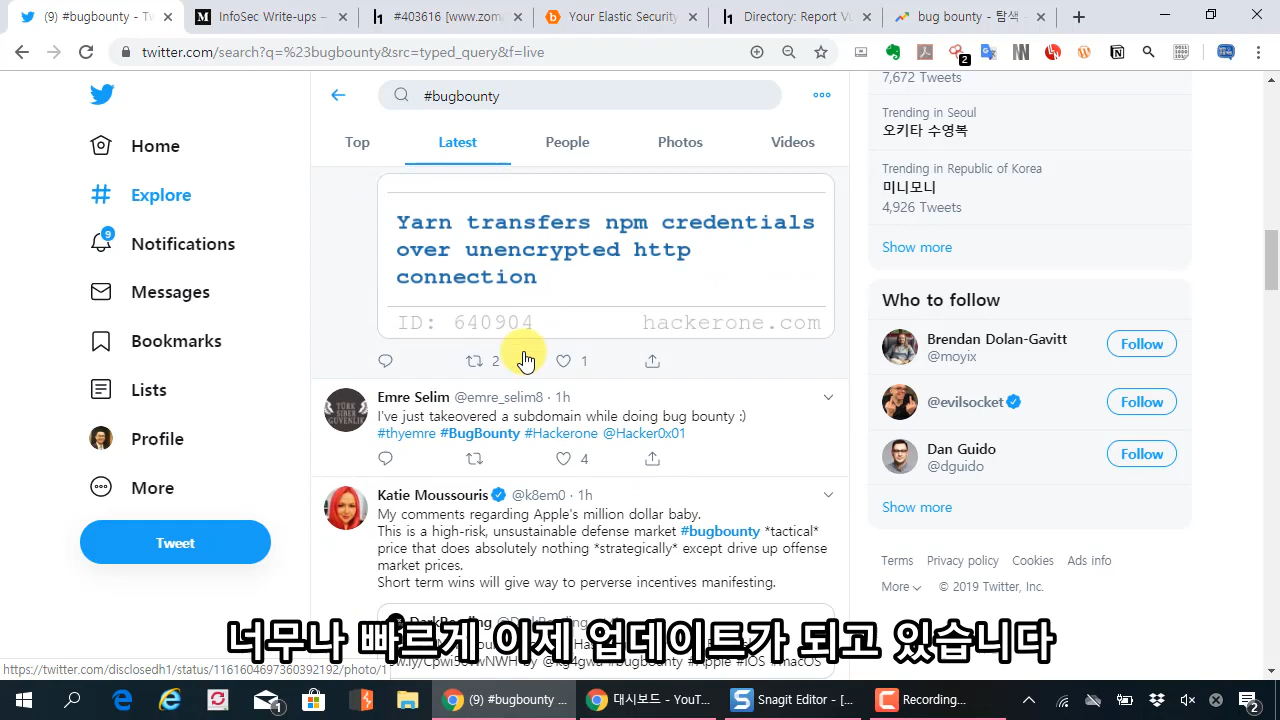 #bugbounty - Tw
InfoSec Write-ups –
#403616 [www.zoma
Your Elastic Security
Directory: Report Vu
bug bounty - 탐색
twitter.com/search?q=%23bugbounty&src=typed_query&f=live
2
Home
Explore
9
Notifications
Messages
Bookmarks
Lists
Profile
More
Tweet
#bugbounty
Top
Latest
People
Photos
Videos
Yarn transfers npm credentials
over unencrypted http
connection
ID: 640904
hackerone.com
2
1
Emre Selim @emre_selim8 · 1h
I've just takeovered a subdomain while doing bug bounty :)
#thyemre #BugBounty #Hackerone @Hacker0x01
4
Katie Moussouris @k8em0 · 1h
My comments regarding Apple's million dollar baby.
This is a high-risk, unsustainable defense market #bugbounty *tactical*
price that does absolutely nothing *strategically* except drive up offense
market prices.
Short term wins will give way to perverse incentives manifesting.
7,672 Tweets
Trending in Seoul
오키타 수영복
Trending in Republic of Korea
미니모니
4,926 Tweets
Show more
Who to follow
Brendan Dolan-Gavitt
@moyix
Follow
@evilsocket
Follow
Dan Guido
@dguido
Follow
Show more
Terms Privacy policy Cookies Ads info
More © 2019 Twitter, Inc.
너무나 빠르게 이제 업데이트가 되고 있습니다
https://twitter.com/disclosedh1/status/1161604697360392192/photo/1
1
(9) #bugbounty ...
대시보드 - YouT...
Snagit Editor - [...
Recording...
2